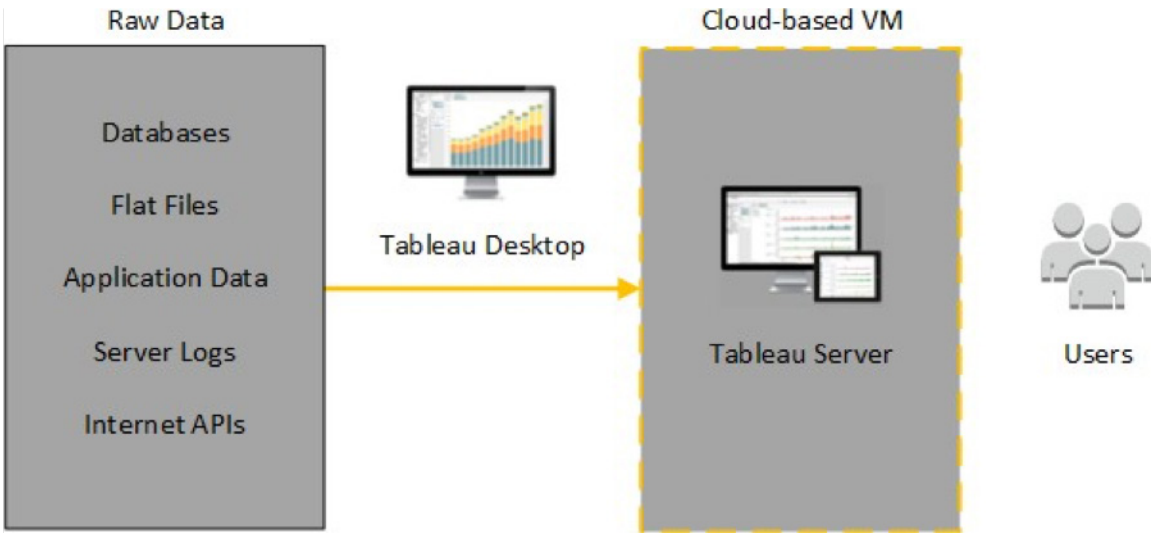 Raw Data
Databases
Flat Files
Application Data
Server Logs
Internet APIs
Tableau Desktop
Cloud-based VM
Tableau Server
Users